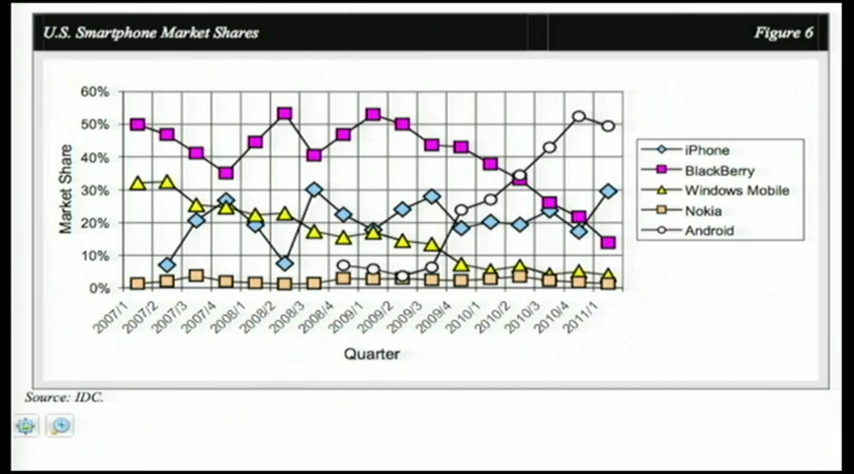 U.S. Smartphone Market Shares
Figure 6
60%
50%
40%
30%
20%
10%
0%
Market Share
2007/1
2007/2
2007/3
2007/4
2008/1
2008/2
2008/3
2008/4
2009/1
2009/2
2009/3
2009/4
2010/1
2010/2
2010/3
2010/4
2011/1
Quarter
iPhone
BlackBerry
Windows Mobile
Nokia
Android
Source: IDC.